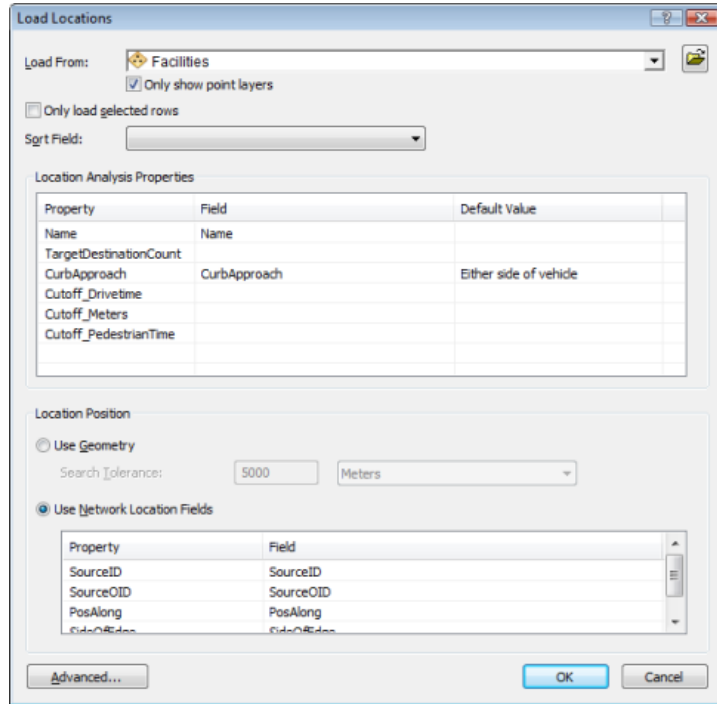 Load Locations
Load From: Facilities
Only show point layers
Only load selected rows
Sort Field:
Location Analysis Properties
Property Field Default Value
Name Name
TargetDestinationCount
CurbApproach CurbApproach Either side of vehicle
Cutoff_Drivetime
Cutoff_Meters
Cutoff_PedestrianTime
Location Position
Use Geometry
Search Tolerance: 5000 Meters
Use Network Location Fields
Property Field
SourceID SourceID
SourceOID SourceOID
PosAlong PosAlong
SideOfEdge SideOfEdge
Advanced... OK Cancel